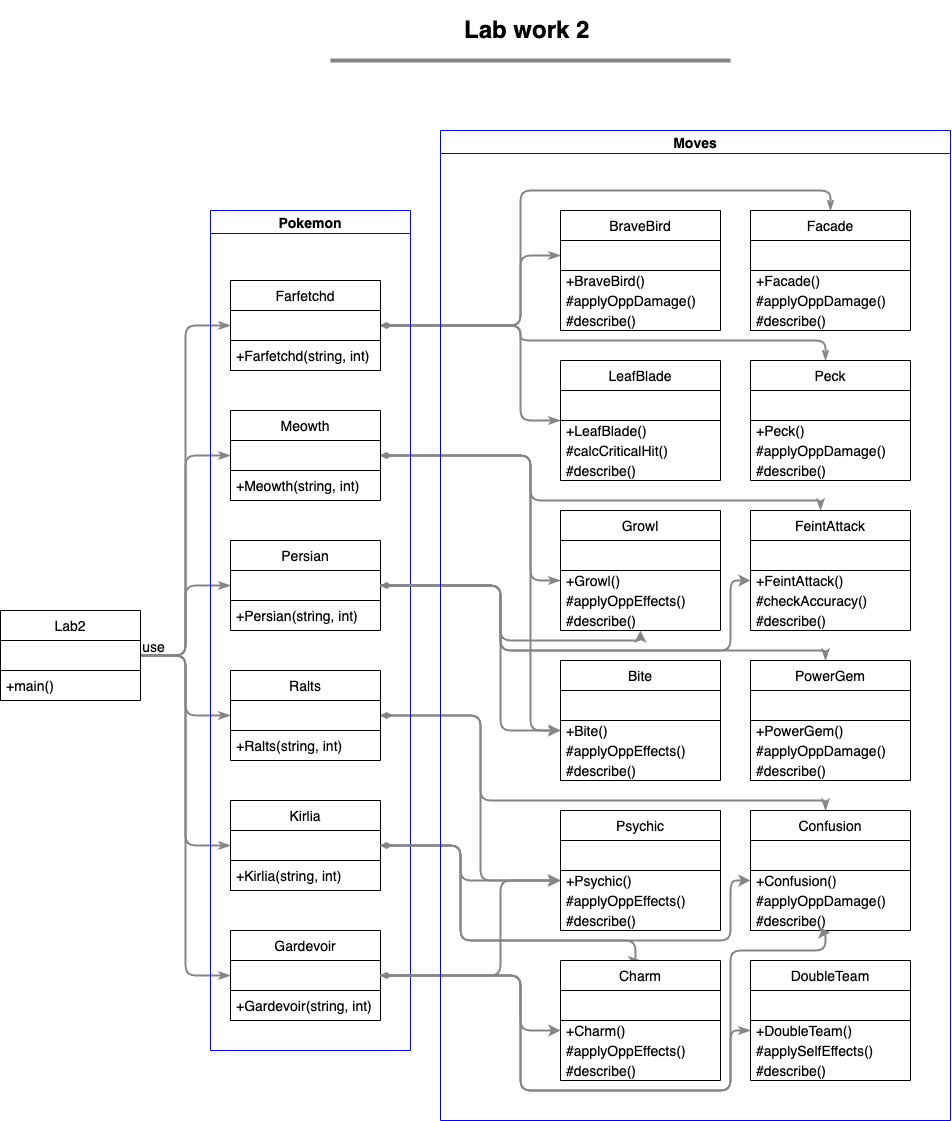 Lab work 2
Moves
Pokemon
BraveBird
+BraveBird()
#applyOppDamage()
#describe()
Facade
+Facade()
#applyOppDamage()
#describe()
Farfetchd
+Farfetchd(string, int)
LeafBlade
+LeafBlade()
#calcCriticalHit()
#describe()
Peck
+Peck()
#applyOppDamage()
#describe()
Meowth
+Meowth(string, int)
Growl
+Growl()
#applyOppEffects()
#describe()
FeintAttack
+FeintAttack()
#checkAccuracy()
#describe()
Persian
+Persian(string, int)
Lab2
+main()
use
Bite
+Bite()
#applyOppEffects()
#describe()
PowerGem
+PowerGem()
#applyOppDamage()
#describe()
Ralts
+Ralts(string, int)
Psychic
+Psychic()
#applyOppEffects()
#describe()
Confusion
+Confusion()
#applyOppDamage()
#describe()
Kirlia
+Kirlia(string, int)
Gardevoir
+Gardevoir(string, int)
Charm
+Charm()
#applyOppEffects()
#describe()
DoubleTeam
+DoubleTeam()
#applySelfEffects()
#describe()